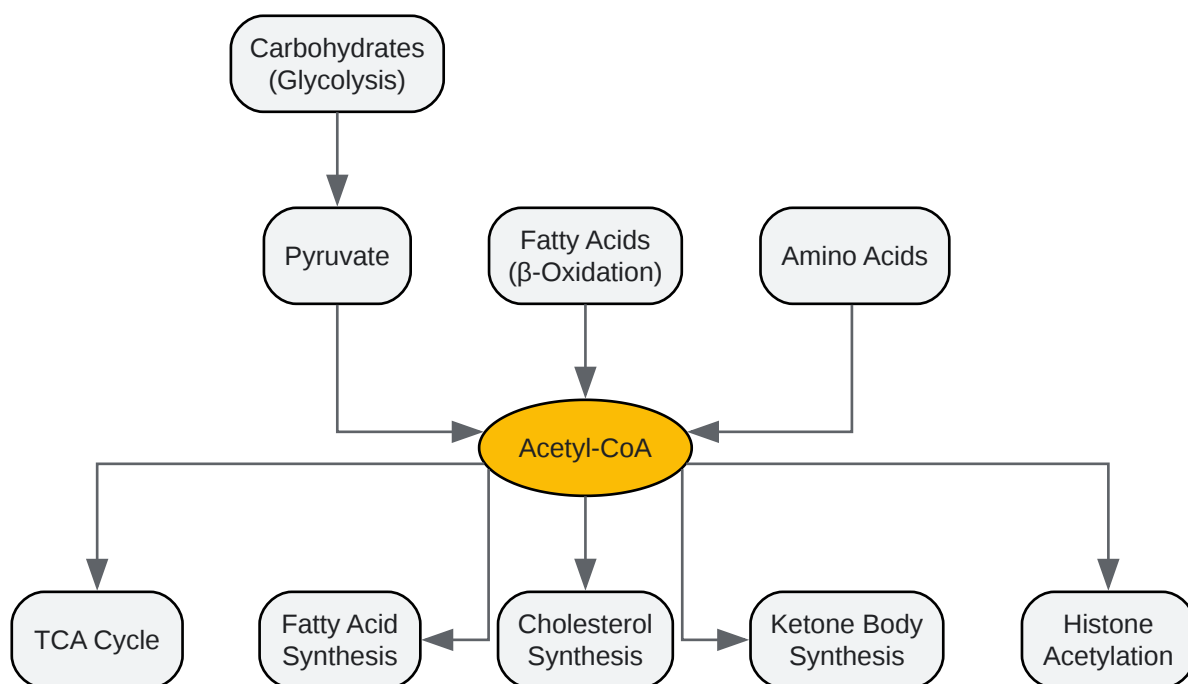 Carbohydrates
(Glycolysis)
Pyruvate
Fatty Acids
(β-Oxidation)
Amino Acids
Acetyl-CoA
TCA Cycle
Fatty Acid
Synthesis
Cholesterol
Synthesis
Ketone Body
Synthesis
Histone
Acetylation